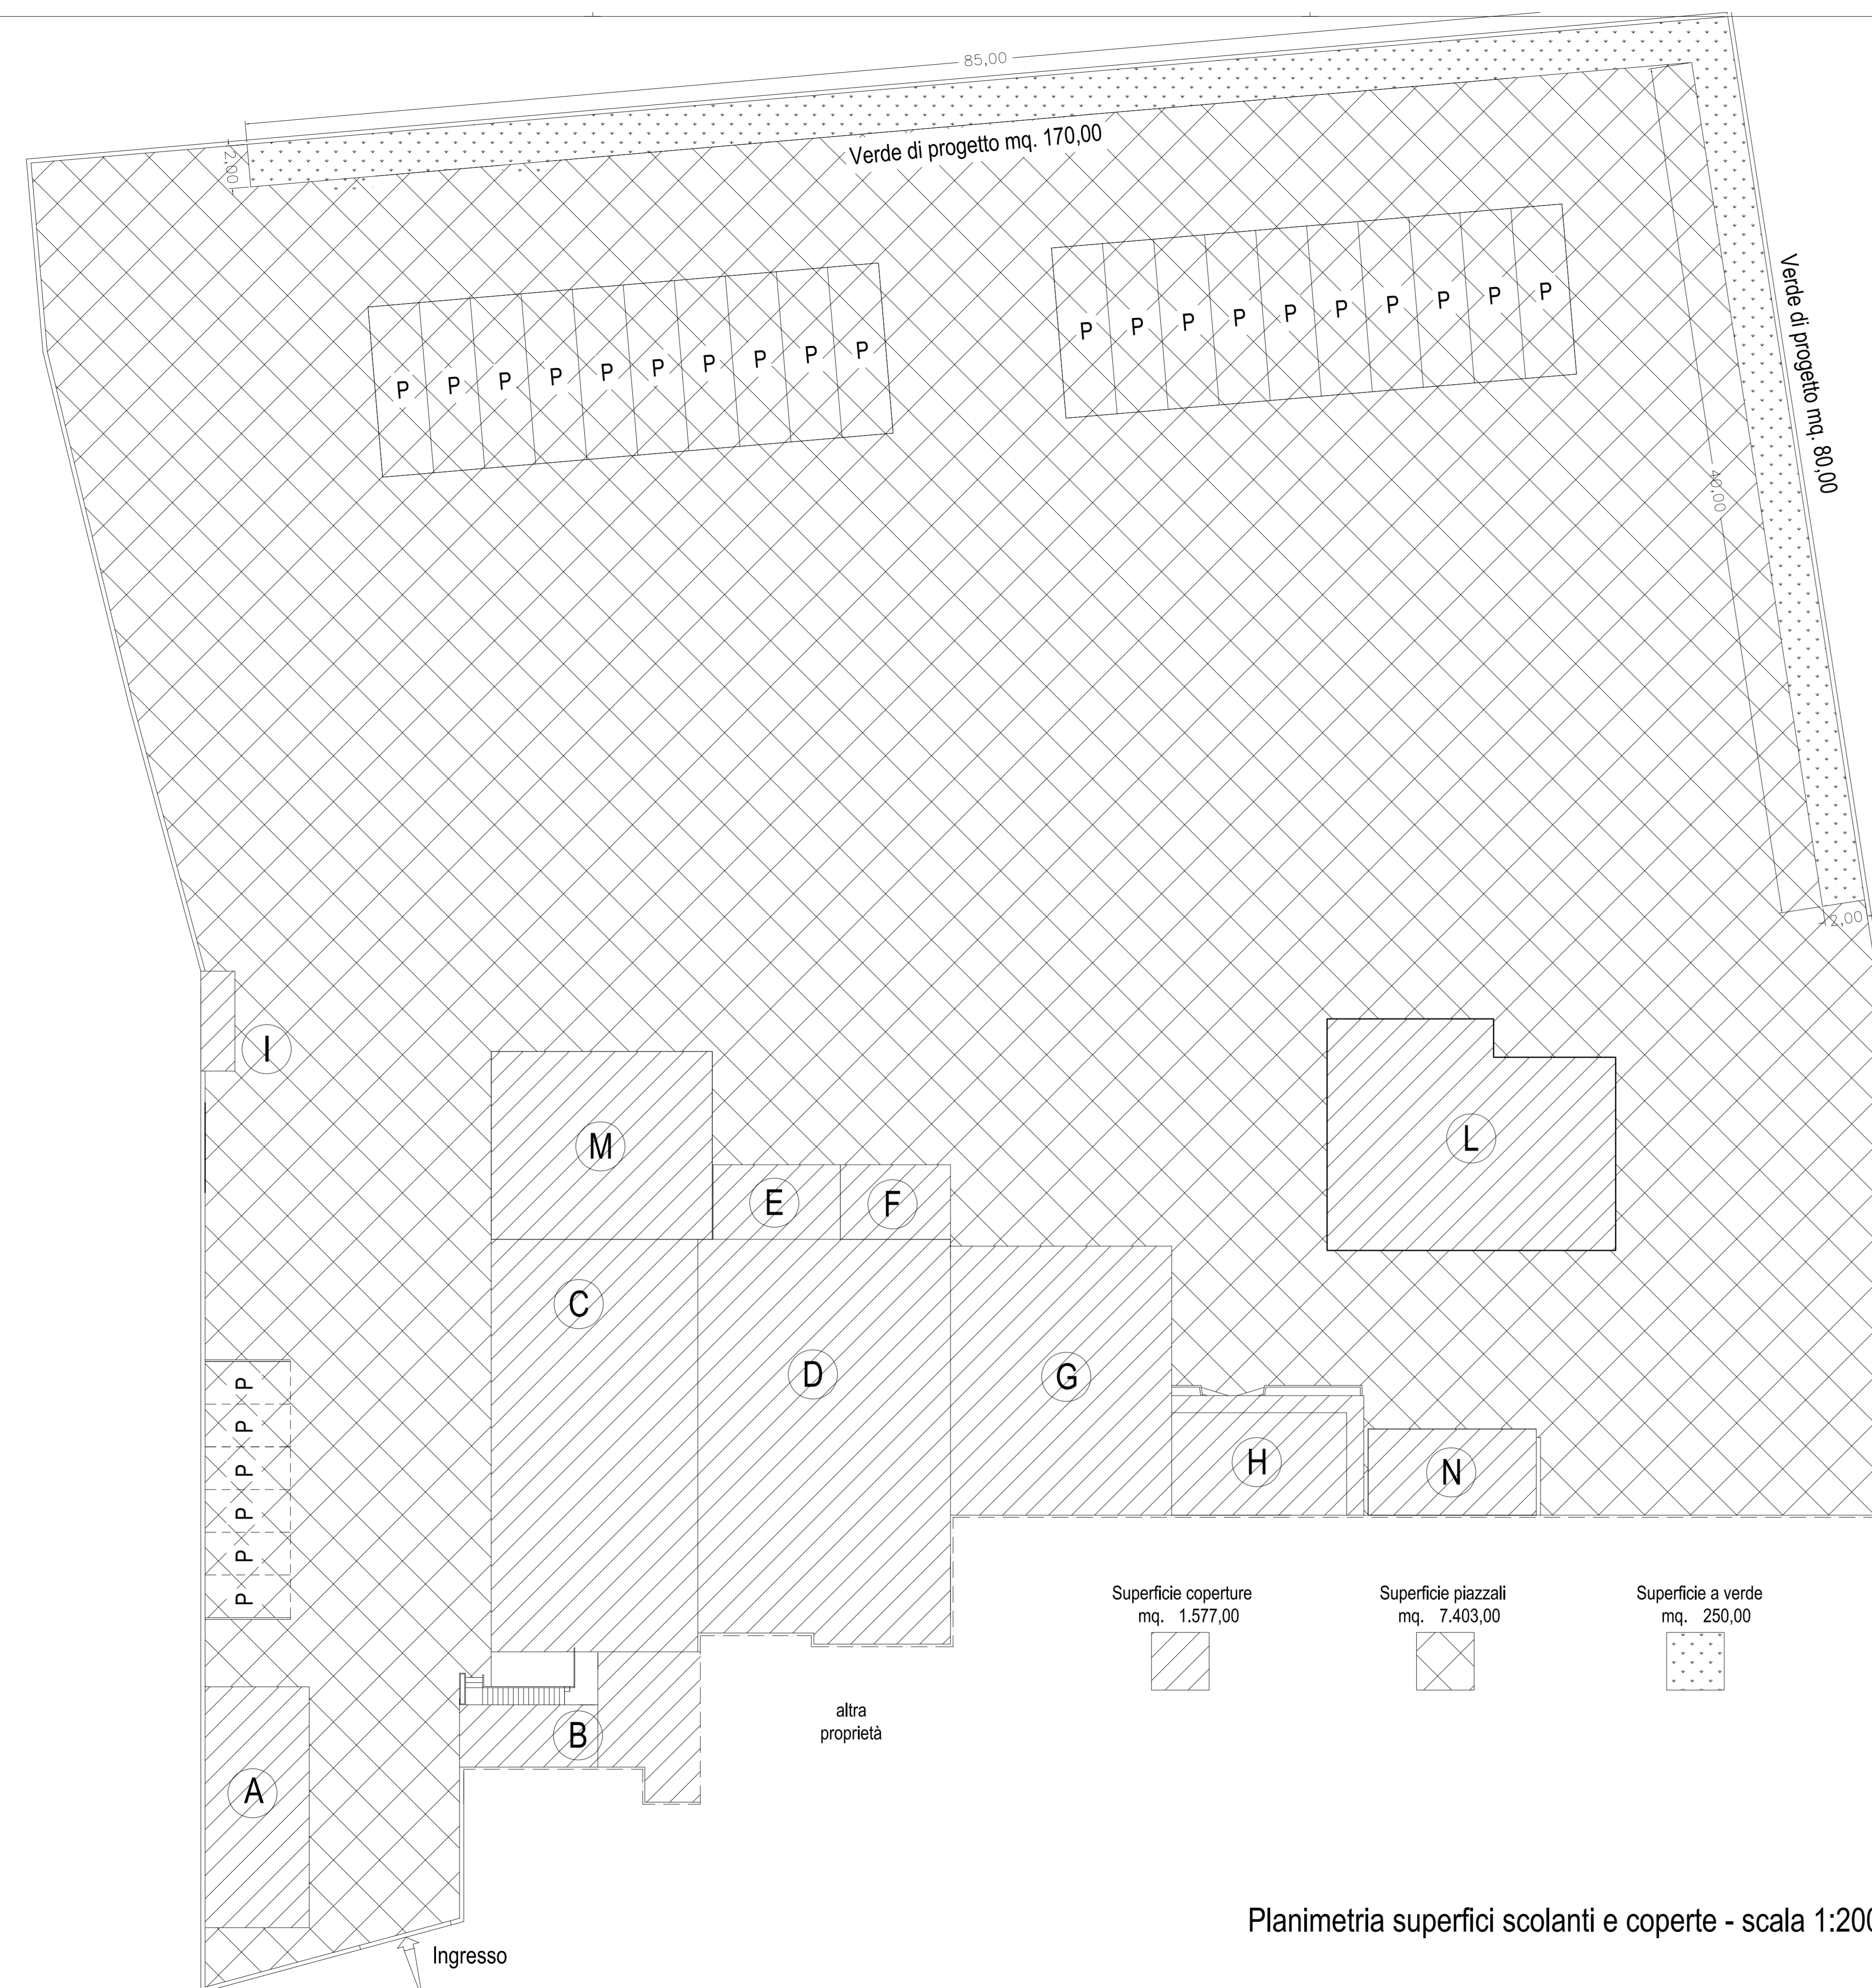 85,00
2,00
Verde di progetto mq. 170,00
Verde di progetto mq. 80,00
P P P P P P P P P P
P P P P P P P P P P
40,00
2,00
I
M
E
F
L
C
D
G
H
N
P
P
P
P
P
P
B
A
altra
proprietà
Superficie coperture
mq. 1.577,00
Superficie piazzali
mq. 7.403,00
Superficie a verde
mq. 250,00
Ingresso
Planimetria superfici scolanti e coperte - scala 1:200